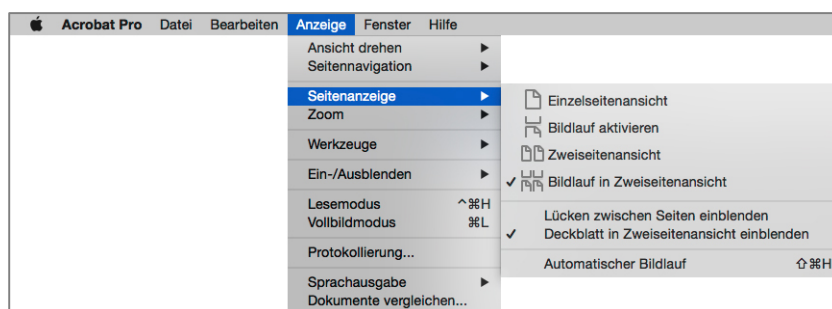 Acrobat Pro Datei Bearbeiten Anzeige Fenster Hilfe
Ansicht drehen
Seitennavigation
Seitenanzeige
Zoom
Werkzeuge
Ein-/Ausblenden
Lesemodus ^⌘H
Vollbildmodus ⌘L
Protokollierung...
Sprachausgabe
Dokumente vergleichen...
Einzelseitenansicht
Bildlauf aktivieren
Zweiseitenansicht
Bildlauf in Zweiseitenansicht
Lücken zwischen Seiten einblenden
Deckblatt in Zweiseitenansicht einblenden
Automatischer Bildlauf ⇧⌘H